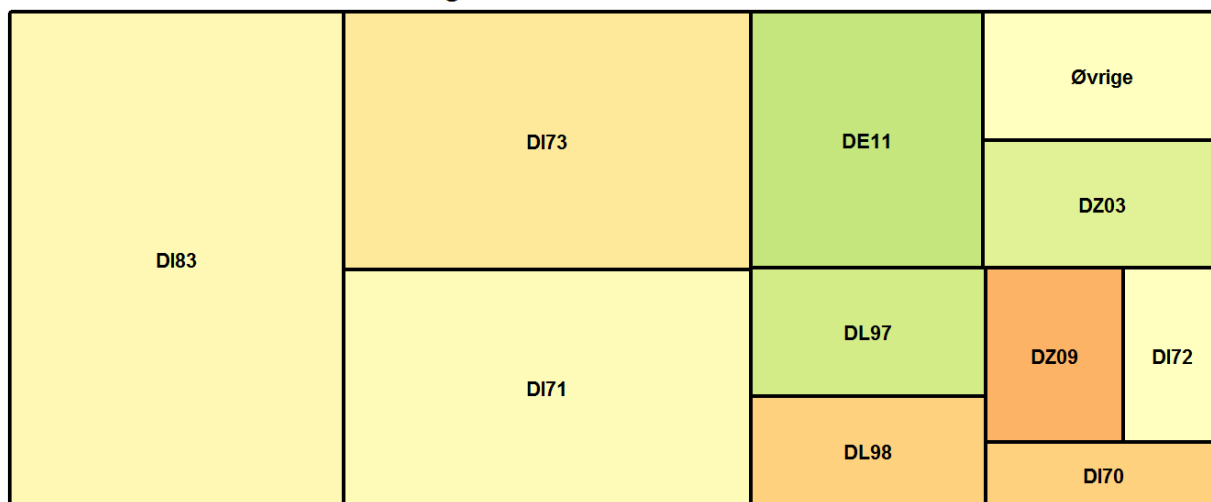 DI83
DI73
DI71
DE11
DL97
DL98
Øvrige
DZ03
DZ09
DI72
DI70